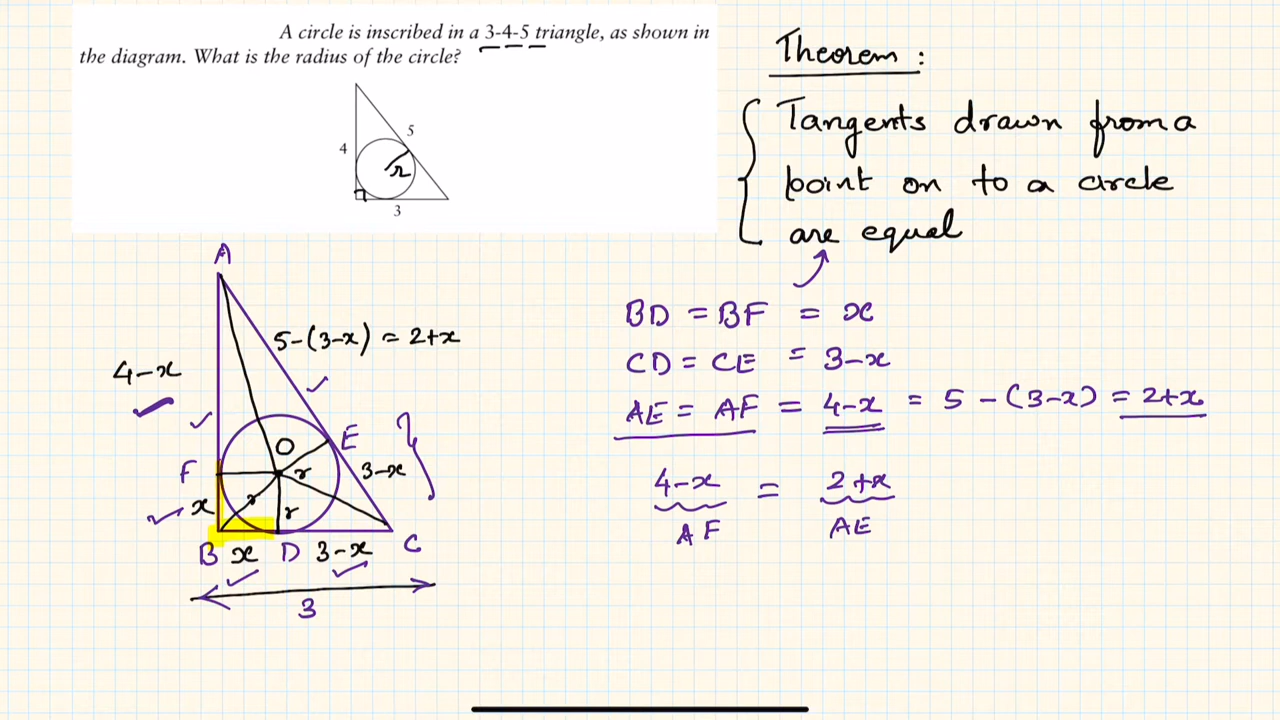 A circle is inscribed in a 3-4-5 triangle, as shown in
the diagram. What is the radius of the circle?
4
5
r
3
Theorem :
Tangents drawn from a
point on to a circle
are equal
A
5-(3-x) = 2+x
4-x
F
O
E
r
3-x
x
r
r
B
x
D
3-x
C
3
BD = BF = x
CD = CE = 3-x
AE = AF = 4-x = 5 - (3-x) = 2+x
4-x = 2+x
AF AE